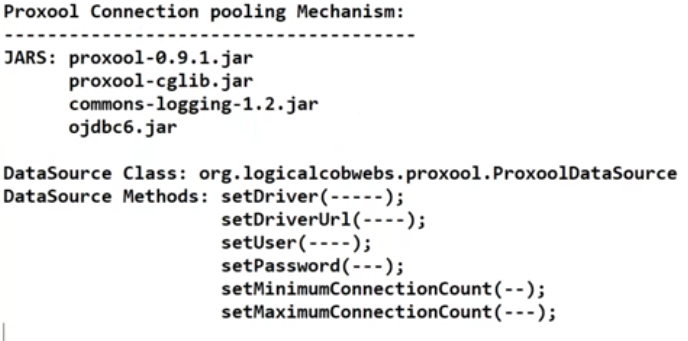 Proxool Connection pooling Mechanism:
-------------------------------------
JARS: proxool-0.9.1.jar
proxool-cglib.jar
commons-logging-1.2.jar
ojdbc6.jar
DataSource Class: org.logicalcobwebs.proxool.ProxoolDataSource
DataSource Methods: setDriver(-----);
setDriverUrl(----);
setUser(----);
setPassword(---);
setMinimumConnectionCount(--);
setMaximumConnectionCount(---);